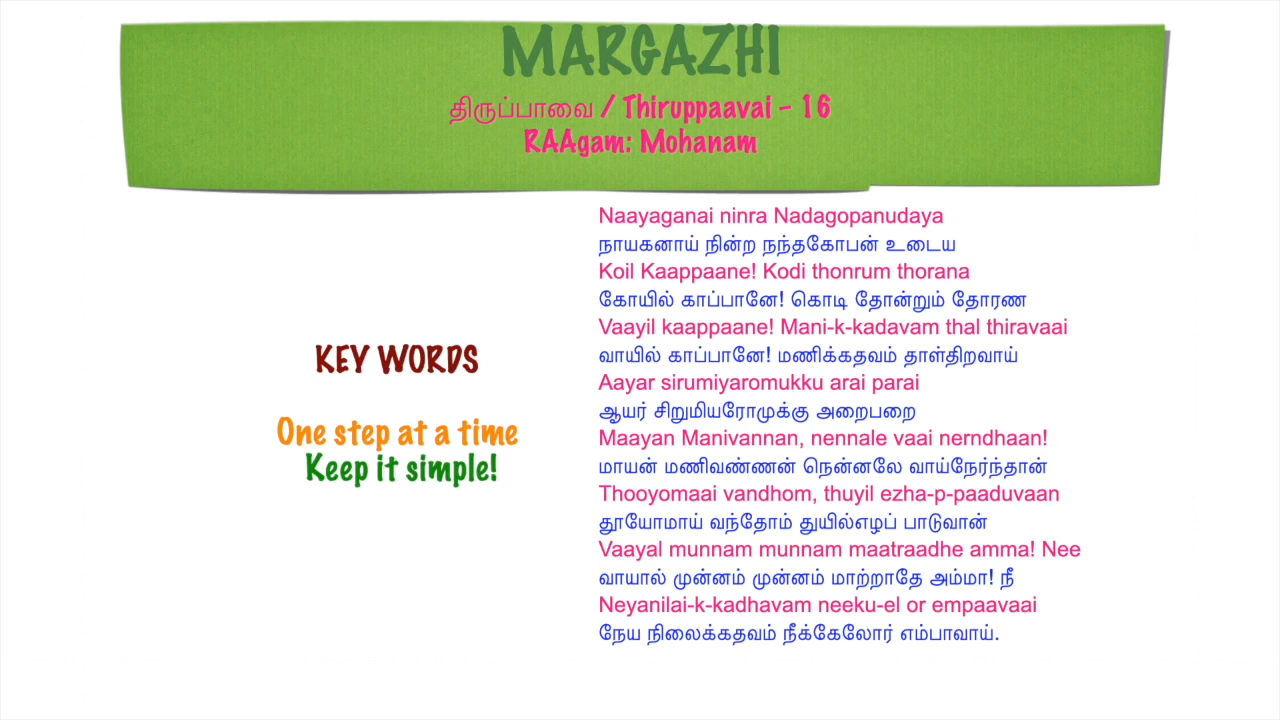 MARGAZHI
திருப்பாவை / Thiruppaavai – 16
RAAgam: Mohanam
KEY WORDS
One step at a time
Keep it simple!
Naayaganai ninra Nadagopanudaya
நாயகனாய் நின்ற நந்தகோபன் உடைய
Koil Kaappaane! Kodi thonrum thorana
கோயில் காப்பானே! கொடி தோன்றும் தோரண
Vaayil kaappaane! Mani-k-kadavam thal thiravaai
வாயில் காப்பானே! மணிக்கதவம் தாள்திறவாய்
Aayar sirumiyaromukku arai parai
ஆயர் சிறுமியரோமுக்கு அறைபறை
Maayan Manivannan, nennale vaai nerndhaan!
மாயன் மணிவண்ணன் நென்னலே வாய்நேர்ந்தான்
Thooyomaai vandhom, thuyil ezha-p-paaduvaan
தூயோமாய் வந்தோம் துயில்எழப் பாடுவான்
Vaayal munnam munnam maatraadhe amma! Nee
வாயால் முன்னம் முன்னம் மாற்றாதே அம்மா! நீ
Neyanilai-k-kadhavam neeku-el or empaavaai
நேய நிலைக்கதவம் நீக்கேலோர் எம்பாவாய்.